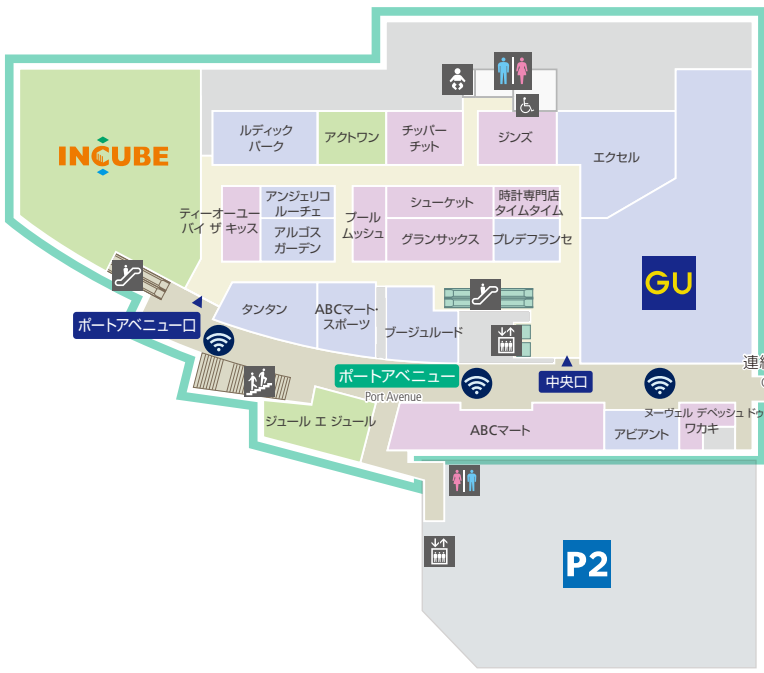 INCUBE
ルディック
パーク
アクトワン
チッパー
チット
ジンズ
エクセル
ティーオーユー
バイ ザ キッス
アンジェリコ
ルーチェ
アルゴス
ガーデン
プール
ムッシュ
シューケット
グランサックス
時計専門店
タイムタイム
プレデフランセ
GU
タンタン
ABCマート・
スポーツ
ブージュルード
ポートアベニュー口
ポートアベニュー
Port Avenue
中央口
連絡
ジュール エ ジュール
ABCマート
アビアント
ヌーヴェル デペッシュ ドゥ
ワカキ
P2